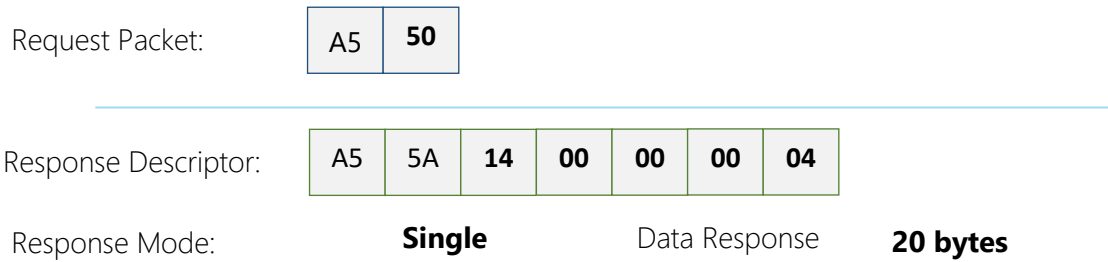 Request Packet: A5 50
Response Descriptor: A5 5A 14 00 00 00 04
Response Mode: Single Data Response 20 bytes